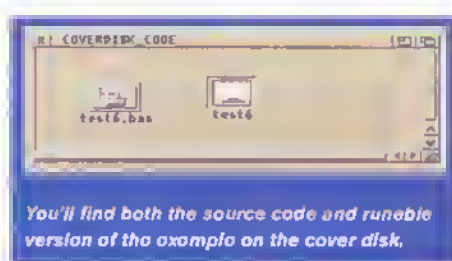 COVERDISK_CODE
test6.bas
test6
You'll find both the source code and runable
version of the example on the cover disk.